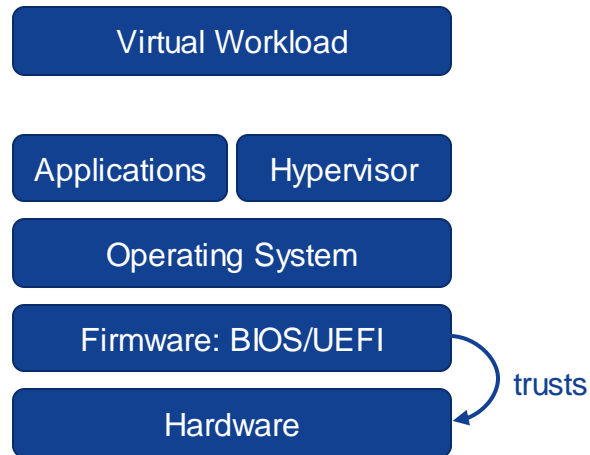 Virtual Workload
Applications
Hypervisor
Operating System
Firmware: BIOS/UEFI
trusts
Hardware